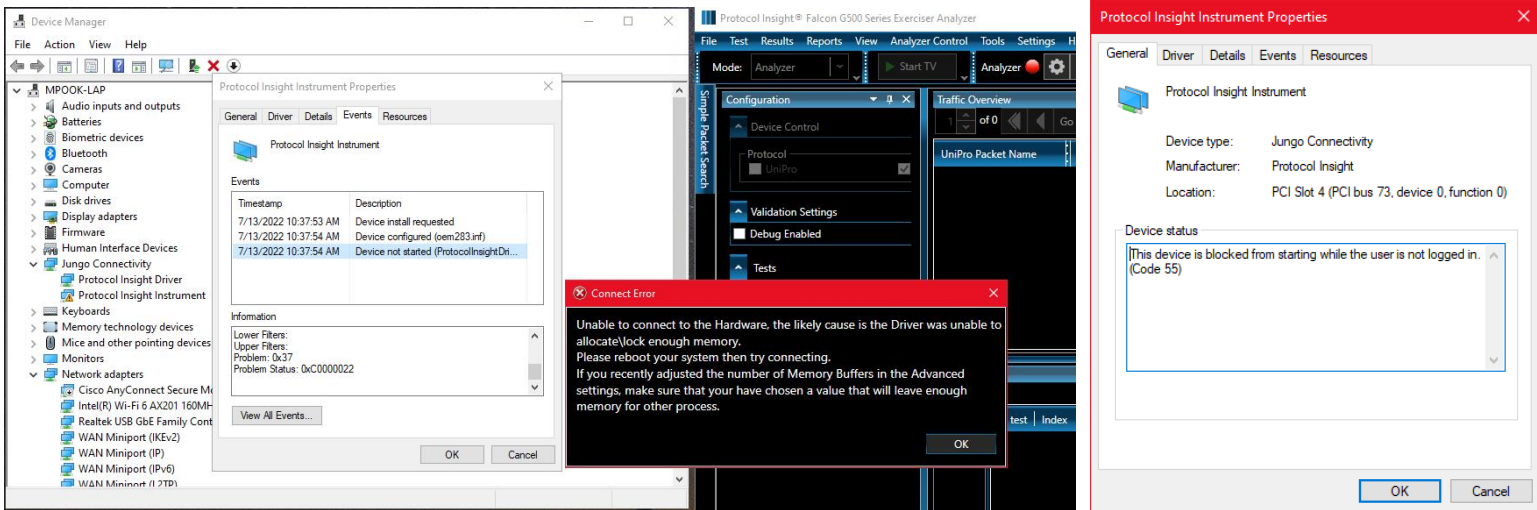 Device Manager
File Action View Help
MPOOK-LAP
Audio inputs and outputs
Batteries
Biometric devices
Bluetooth
Cameras
Computer
Disk drives
Display adapters
Firmware
Human Interface Devices
Jungo Connectivity
Protocol Insight Driver
Protocol Insight Instrument
Keyboards
Memory technology devices
Mice and other pointing devices
Monitors
Network adapters
Cisco AnyConnect Secure Mo
Intel(R) Wi-Fi 6 AX201 160MH
Realtek USB GbE Family Cont
WAN Miniport (IKEv2)
WAN Miniport (IP)
WAN Miniport (IPv6)
WAN Miniport (L2TP)
Protocol Insight Instrument Properties
General Driver Details Events Resources
Protocol Insight Instrument
Events
Timestamp Description
7/13/2022 10:37:53 AM Device install requested
7/13/2022 10:37:54 AM Device configured (oem283.inf)
7/13/2022 10:37:54 AM Device not started (ProtocolInsightDri...
Information
Lower Filters:
Upper Filters:
Problem: 0x37
Problem Status: 0xC0000022
View All Events...
OK Cancel
Protocol Insight® Falcon G500 Series Exerciser Analyzer
File Test Results Reports View Analyzer Control Tools Settings H
Mode: Analyzer Start TV Analyzer
Simple Packet Search
Configuration
Device Control
Protocol
UniPro
Validation Settings
Debug Enabled
Tests
Traffic Overview
1 of 0 Go
UniPro Packet Name
test Index
Connect Error
Unable to connect to the Hardware, the likely cause is the Driver was unable to
allocate\lock enough memory.
Please reboot your system then try connecting.
If you recently adjusted the number of Memory Buffers in the Advanced
settings, make sure that your have chosen a value that will leave enough
memory for other process.
OK
Protocol Insight Instrument Properties
General Driver Details Events Resources
Protocol Insight Instrument
Device type: Jungo Connectivity
Manufacturer: Protocol Insight
Location: PCI Slot 4 (PCI bus 73, device 0, function 0)
Device status
This device is blocked from starting while the user is not logged in.
(Code 55)
OK Cancel